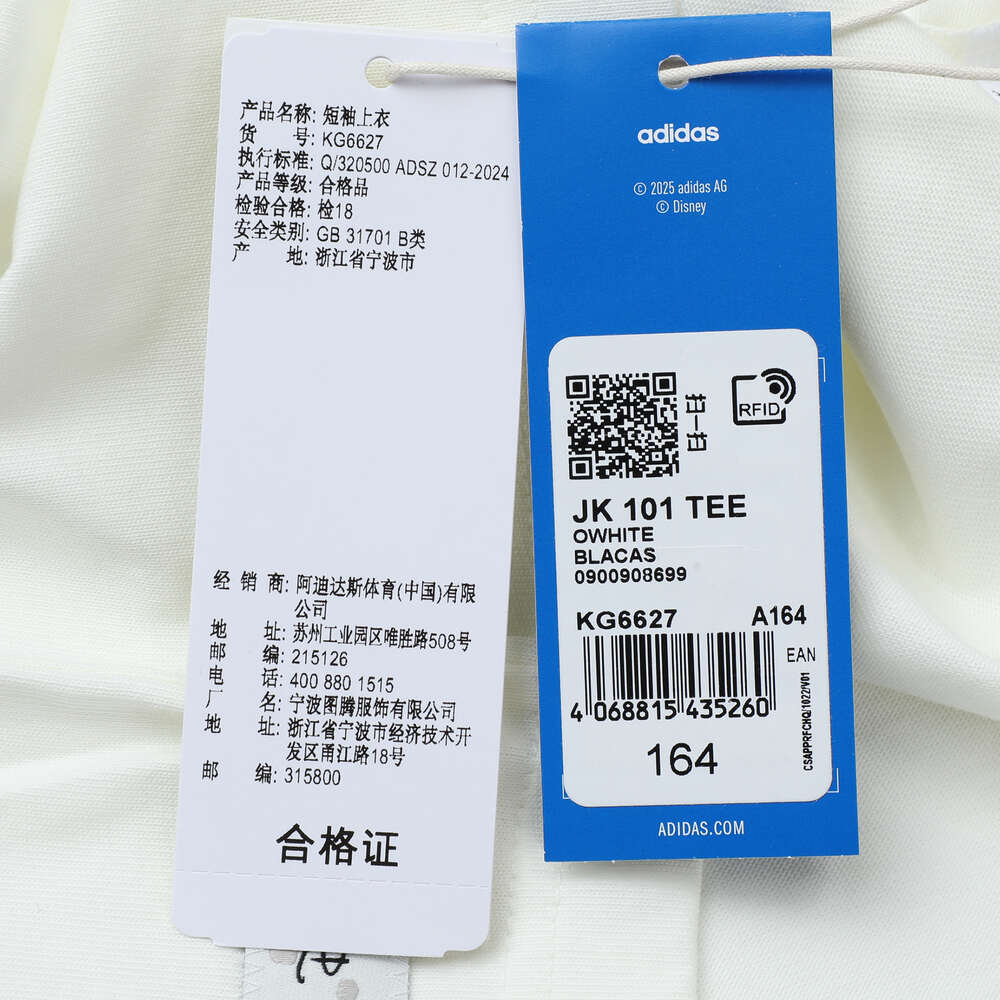 产品名称: 短袖上衣
货 号: KG6627
执行标准: Q/320500 ADSZ 012-2024
产品等级: 合格品
检验合格: 检18
安全类别: GB 31701 B类
产 地: 浙江省宁波市
经 销 商: 阿迪达斯体育(中国)有限
公司
地 址: 苏州工业园区唯胜路508号
邮 编: 215126
电 话: 400 880 1515
厂 名: 宁波图腾服饰有限公司
地 址: 浙江省宁波市经济技术开
发区甬江路18号
邮 编: 315800
合格证
adidas
© 2025 adidas AG
© Disney
扫一扫
RFID
JK 101 TEE
OWHITE
BLACAS
0900908699
KG6627 A164
EAN
4 068815 435260
CSAPPRFCHQ/1022/V01
164
ADIDAS.COM